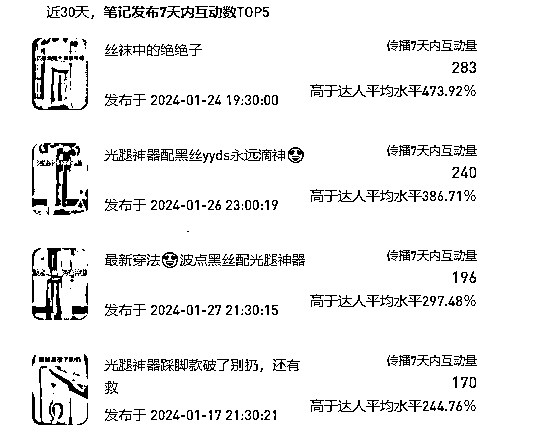 近30天，笔记发布7天内互动数TOP5
丝袜中的绝绝子
传播7天内互动量
283
发布于 2024-01-24 19:30:00
高于达人平均水平473.92%
光腿神器配黑丝yyds永远滴神😎
传播7天内互动量
240
发布于 2024-01-26 23:00:19
高于达人平均水平386.71%
最新穿法😎波点黑丝配光腿神器
传播7天内互动量
196
发布于 2024-01-27 21:30:15
高于达人平均水平297.48%
光腿神器踩脚款破了别扔，还有
救
传播7天内互动量
170
发布于 2024-01-17 21:30:21
高于达人平均水平244.76%